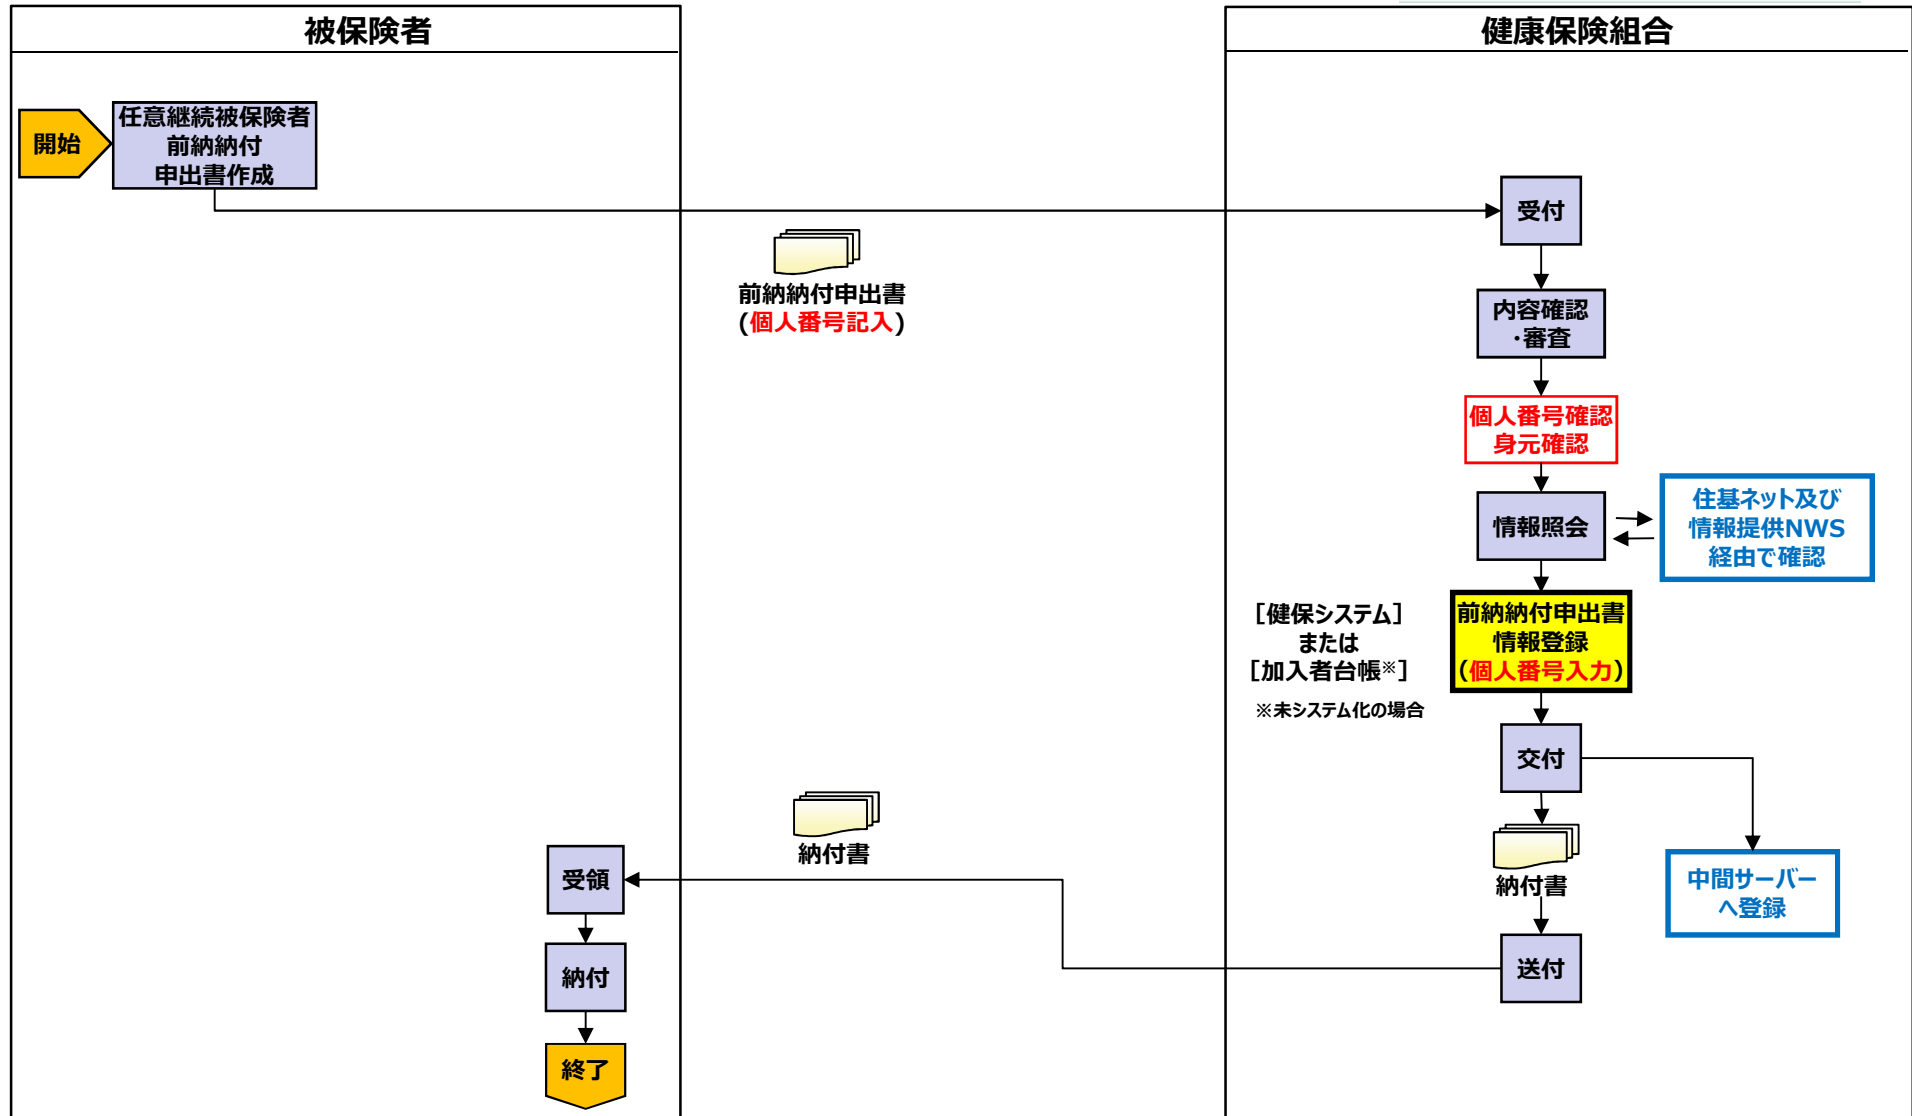 被保険者
健康保険組合
開始
任意継続被保険者
前納納付
申出書作成
受付
前納納付申出書
(個人番号記入)
内容確認
・審査
個人番号確認
身元確認
情報照会
住基ネット及び
情報提供NWS
経由で確認
[健保システム]
または
[加入者台帳※]
※未システム化の場合
前納納付申出書
情報登録
(個人番号入力)
交付
納付書
中間サーバー
へ登録
送付
納付書
受領
納付
終了